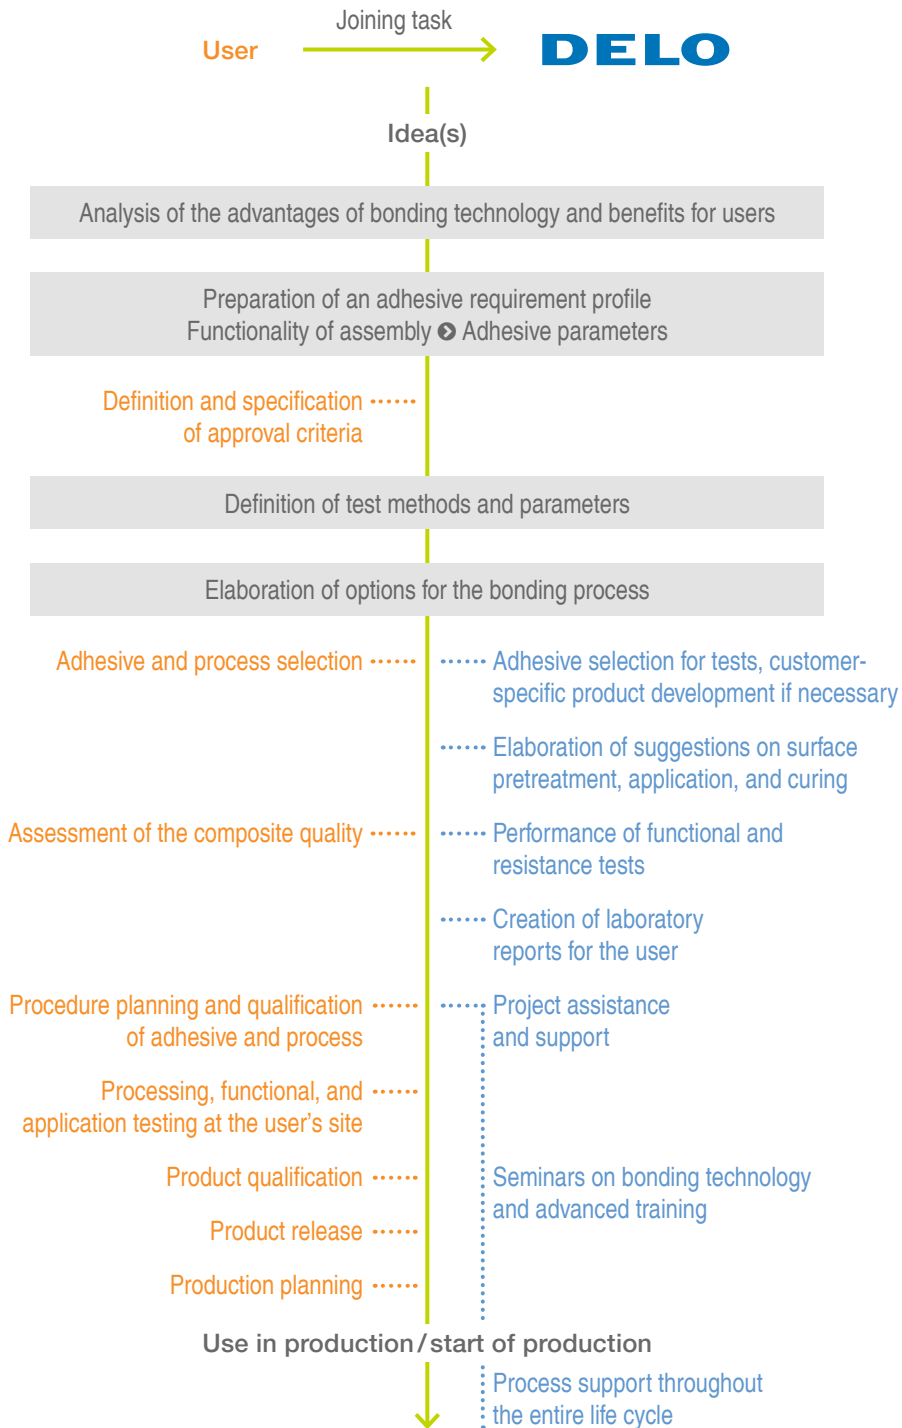 Joining task
User
DELO
Idea(s)
Analysis of the advantages of bonding technology and benefits for users
Preparation of an adhesive requirement profile
Functionality of assembly Adhesive parameters
Definition and specification
of approval criteria
Definition of test methods and parameters
Elaboration of options for the bonding process
Adhesive and process selection
Adhesive selection for tests, customer-
specific product development if necessary
Elaboration of suggestions on surface
pretreatment, application, and curing
Assessment of the composite quality
Performance of functional and
resistance tests
Creation of laboratory
reports for the user
Procedure planning and qualification
of adhesive and process
Project assistance
and support
Processing, functional, and
application testing at the user's site
Product qualification
Seminars on bonding technology
and advanced training
Product release
Production planning
Use in production/start of production
Process support throughout
the entire life cycle